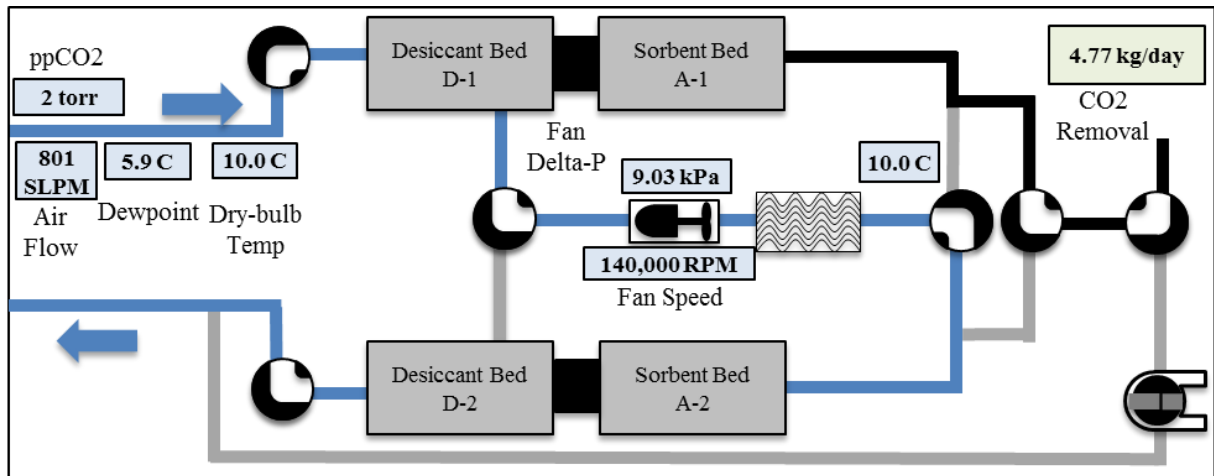 ppCO2
2 torr
801
SLPM
Air
Flow
5.9 C
Dewpoint
10.0 C
Dry-bulb
Temp
Desiccant Bed
D-1
Sorbent Bed
A-1
Fan
Delta-P
9.03 kPa
140,000 RPM
Fan Speed
10.0 C
4.77 kg/day
CO2
Removal
Desiccant Bed
D-2
Sorbent Bed
A-2